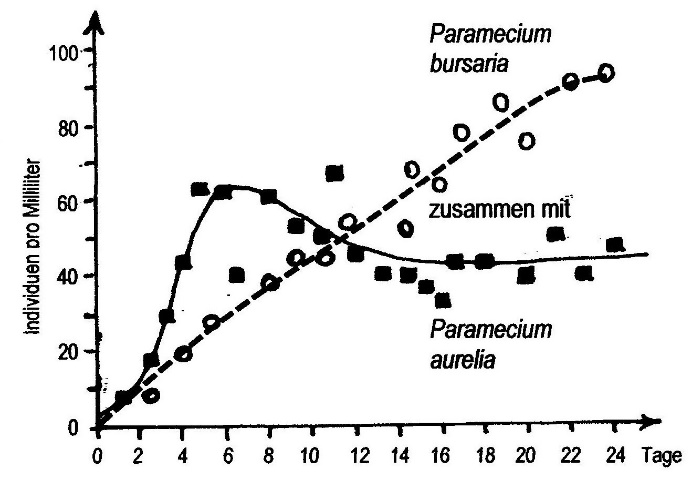 Paramecium
bursaria
Individuen pro Milliliter
100
80
60
40
20
0
zusammen mit
Paramecium
aurelia
0 2 4 6 8 10 12 14 16 18 20 22 24 Tage